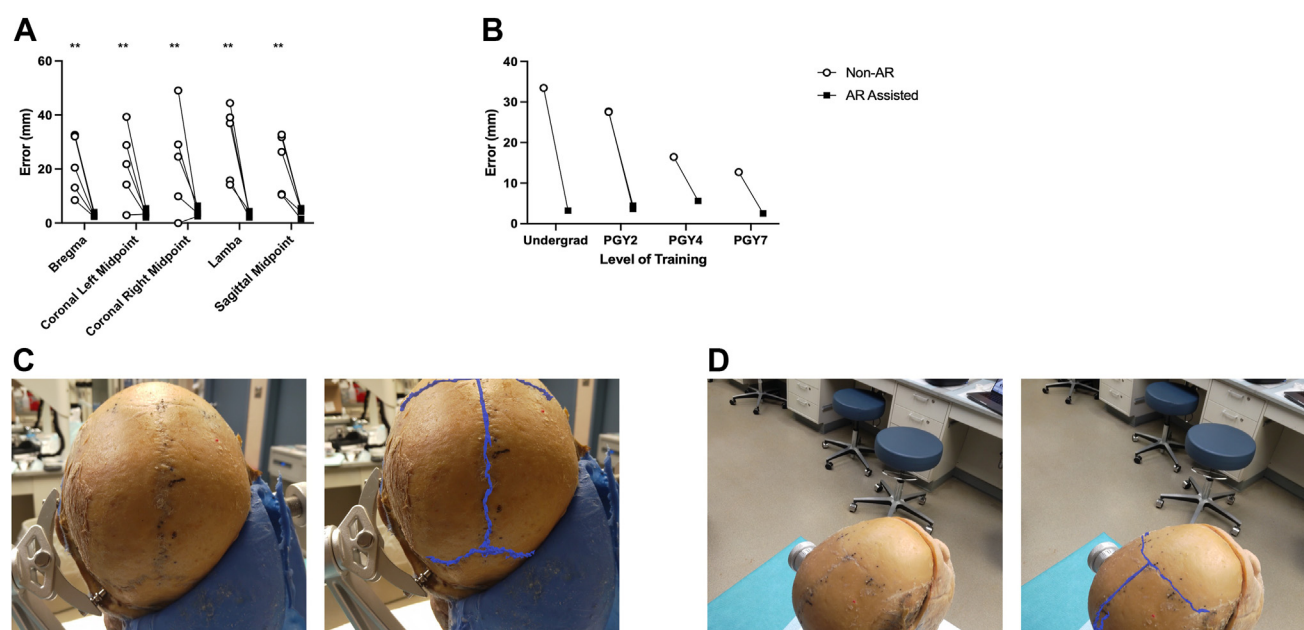 A
** ** ** ** **
60
40
20
0
Error (mm)
Bregma
Coronal Left Midpoint
Coronal Right Midpoint
Lamba
Sagittal Midpoint
B
40
30
20
10
0
Error (mm)
Undergrad PGY2 PGY4 PGY7
Level of Training
Non-AR
AR Assisted
C
D